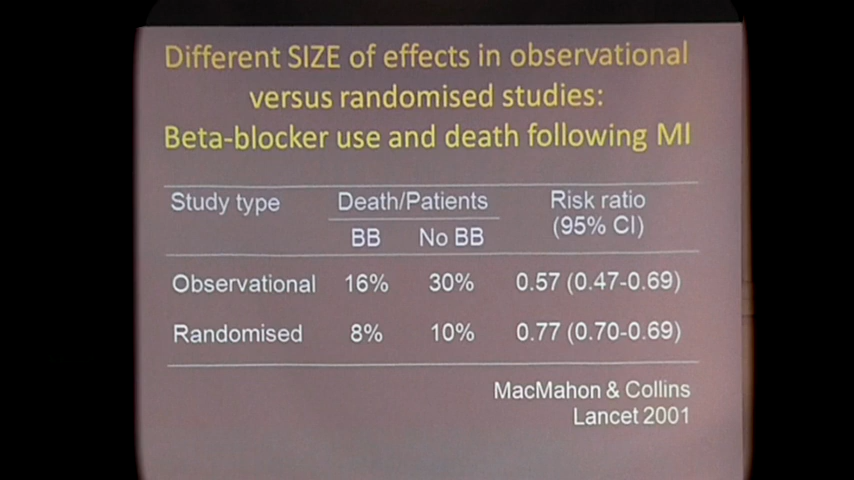 Different SIZE of effects in observational
versus randomised studies:
Beta-blocker use and death following MI
Study type Death/Patients Risk ratio
(95% CI)
BB No BB
Observational 16% 30% 0.57 (0.47-0.69)
Randomised 8% 10% 0.77 (0.70-0.69)
MacMahon & Collins
Lancet 2001